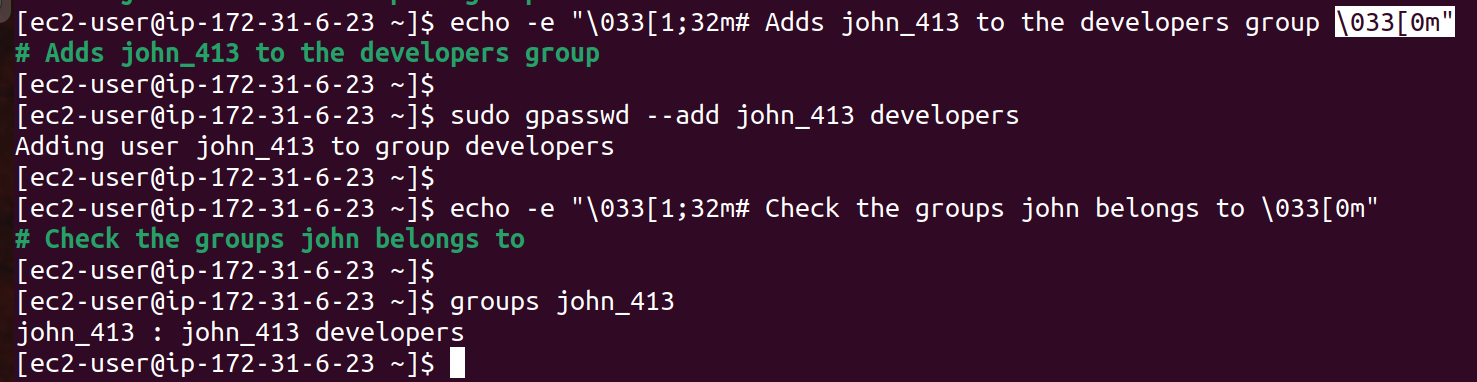 [ec2-user@ip-172-31-6-23 ~]$ echo -e "\033[1;32m# Adds john_413 to the developers group \033[0m"
# Adds john_413 to the developers group
[ec2-user@ip-172-31-6-23 ~]$
[ec2-user@ip-172-31-6-23 ~]$ sudo gpasswd --add john_413 developers
Adding user john_413 to group developers
[ec2-user@ip-172-31-6-23 ~]$
[ec2-user@ip-172-31-6-23 ~]$ echo -e "\033[1;32m# Check the groups john belongs to \033[0m"
# Check the groups john belongs to
[ec2-user@ip-172-31-6-23 ~]$
[ec2-user@ip-172-31-6-23 ~]$ groups john_413
john_413 : john_413 developers
[ec2-user@ip-172-31-6-23 ~]$